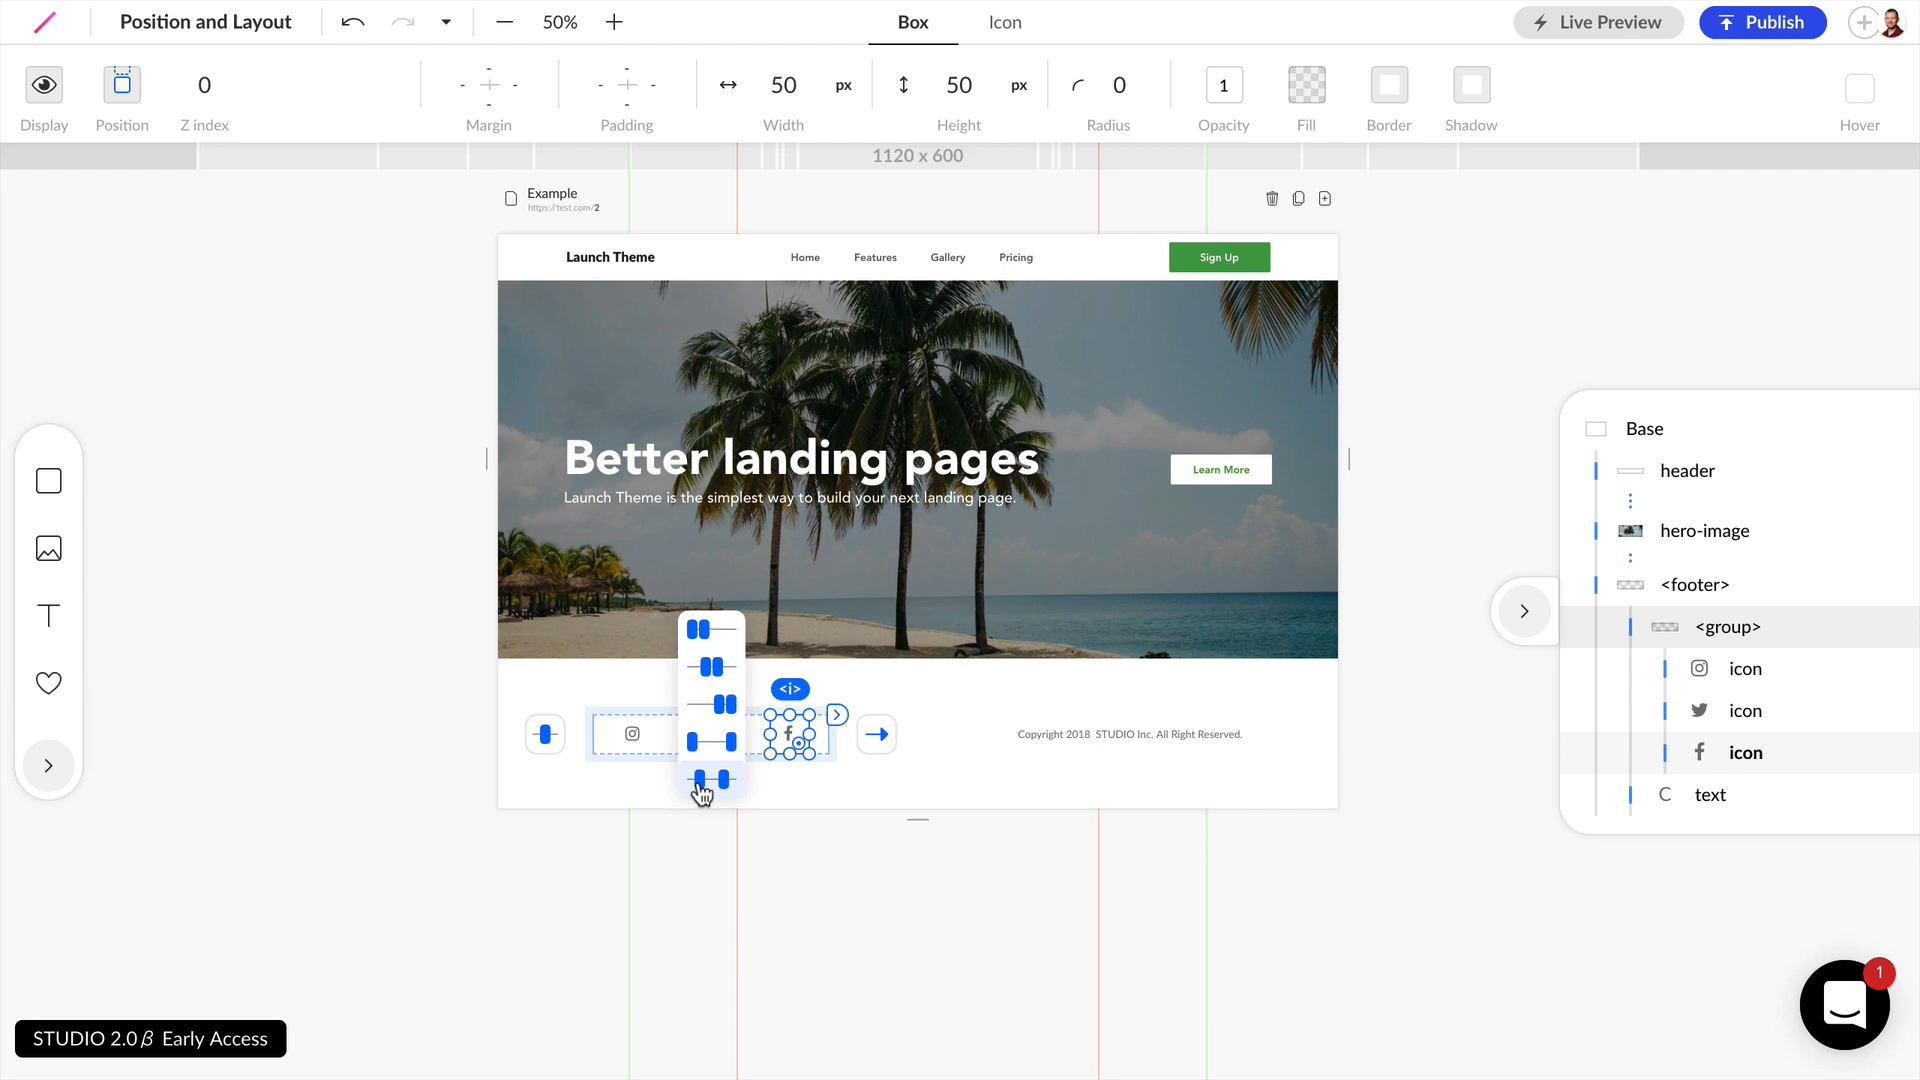 Position and Layout
50%
Box
Icon
Live Preview
Publish
0
50 px
50 px
0
1
Display
Position
Z index
Margin
Padding
Width
Height
Radius
Opacity
Fill
Border
Shadow
Hover
1120 x 600
Example
https://test.com/2
Launch Theme
Home
Features
Gallery
Pricing
Sign Up
Better landing pages
Launch Theme is the simplest way to build your next landing page.
Learn More
<i>
Copyright 2018 STUDIO Inc. All Right Reserved.
Base
header
hero-image
<footer>
<group>
icon
icon
icon
C text
1
STUDIO 2.0 β Early Access